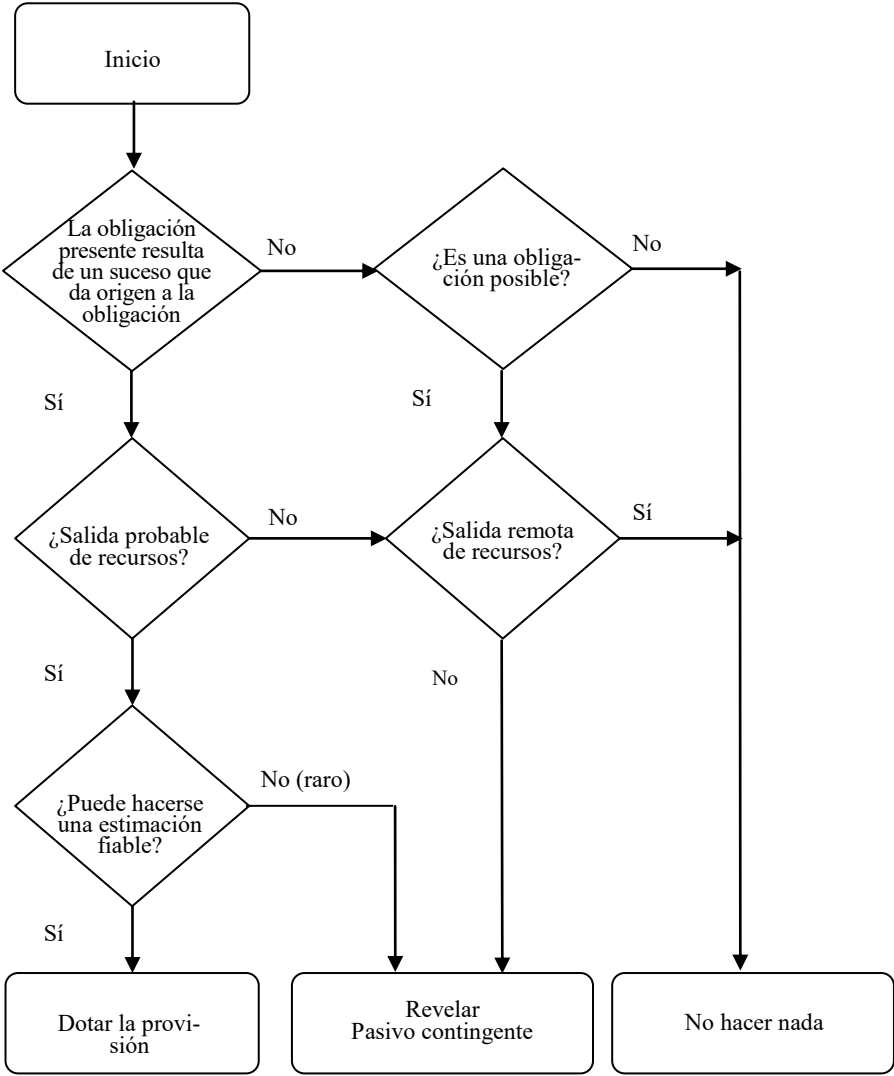 Inicio
La obligación
presente resulta
de un suceso que
da origen a la
obligación
No
¿Es una obliga-
ción posible?
No
Sí
Sí
¿Salida probable
de recursos?
No
¿Salida remota
de recursos?
Sí
Sí
No
¿Puede hacerse
una estimación
fiable?
No (raro)
Sí
Dotar la provi-
sión
Revelar
Pasivo contingente
No hacer nada